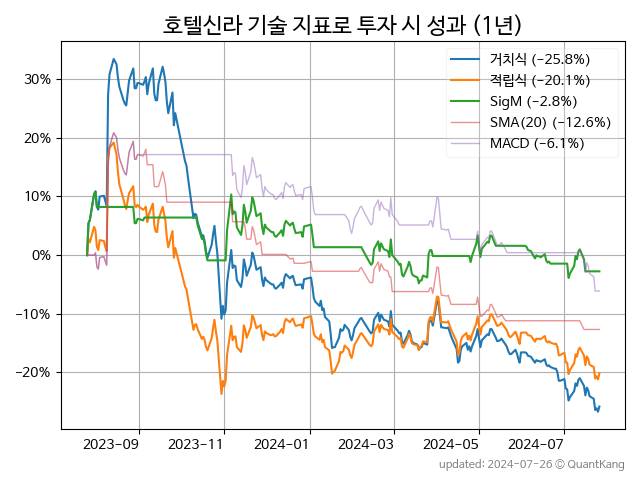 호텔신라 기술 지표로 투자 시 성과 (1년)
거치식 (−25.8%)
적립식 (−20.1%)
SigM (−2.8%)
SMA(20) (−12.6%)
MACD (−6.1%)
30%
20%
10%
0%
−10%
−20%
2023-09 2023-11 2024-01 2024-03 2024-05 2024-07
updated: 2024-07-26 © QuantKang